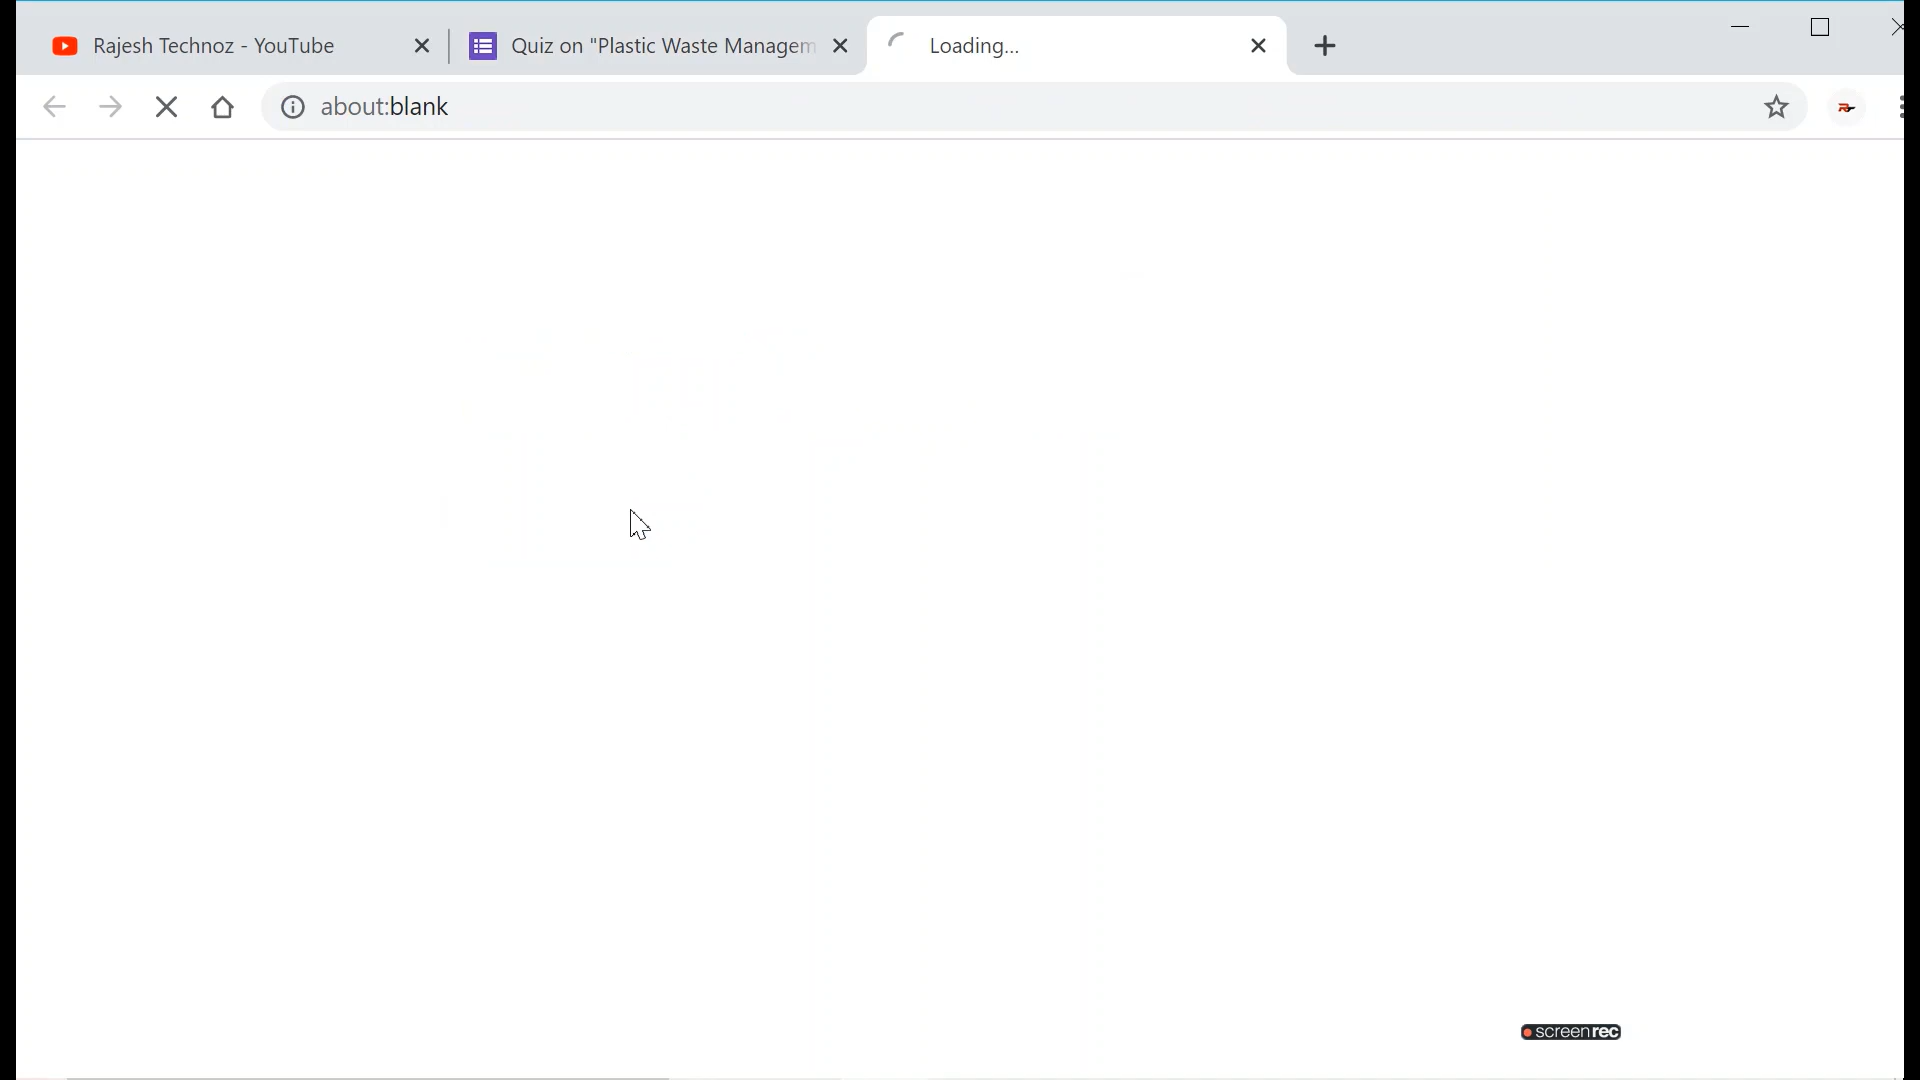 Rajesh Technoz - YouTube
Quiz on "Plastic Waste Managem
Loading...
about:blank
screenrec